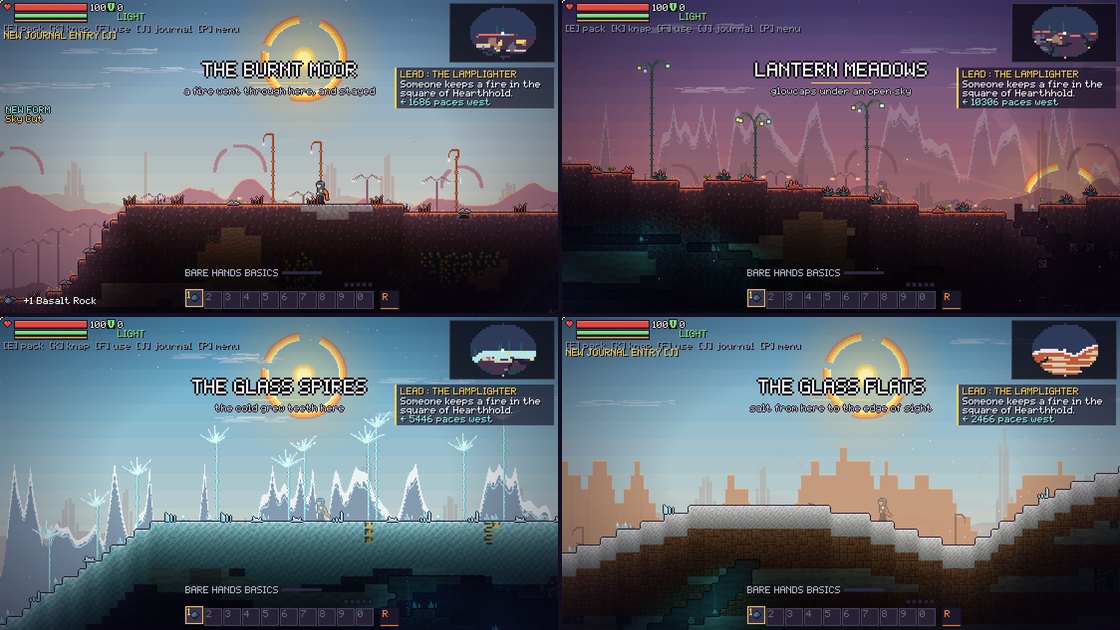 100 0
LIGHT
[E]pack [K]knap [F]use [J]journal [P]menu
NEW JOURNAL ENTRY [J]
THE BURNT MOOR
a fire went through here, and stayed
LEAD : THE LAMPLIGHTER
Someone keeps a fire in the
square of Hearthhold.
← 1686 paces west
NEW FORM
Sky Cut
BARE HANDS BASICS
+1 Basalt Rock
1 2 3 4 5 6 7 8 9 0 R
100 0
LIGHT
[E]pack [K]knap [F]use [J]journal [P]menu
LANTERN MEADOWS
glowcaps under an open sky
LEAD : THE LAMPLIGHTER
Someone keeps a fire in the
square of Hearthhold.
← 10306 paces west
BARE HANDS BASICS
1 2 3 4 5 6 7 8 9 0 R
100 0
LIGHT
[E]pack [K]knap [F]use [J]journal [P]menu
THE GLASS SPIRES
the cold grew teeth here
LEAD : THE LAMPLIGHTER
Someone keeps a fire in the
square of Hearthhold.
← 5446 paces west
BARE HANDS BASICS
1 2 3 4 5 6 7 8 9 0 R
100 0
LIGHT
[E]pack [K]knap [F]use [J]journal [P]menu
NEW JOURNAL ENTRY [J]
THE GLASS FLATS
salt from here to the edge of sight
LEAD : THE LAMPLIGHTER
Someone keeps a fire in the
square of Hearthhold.
← 2466 paces west
BARE HANDS BASICS
1 2 3 4 5 6 7 8 9 0 R